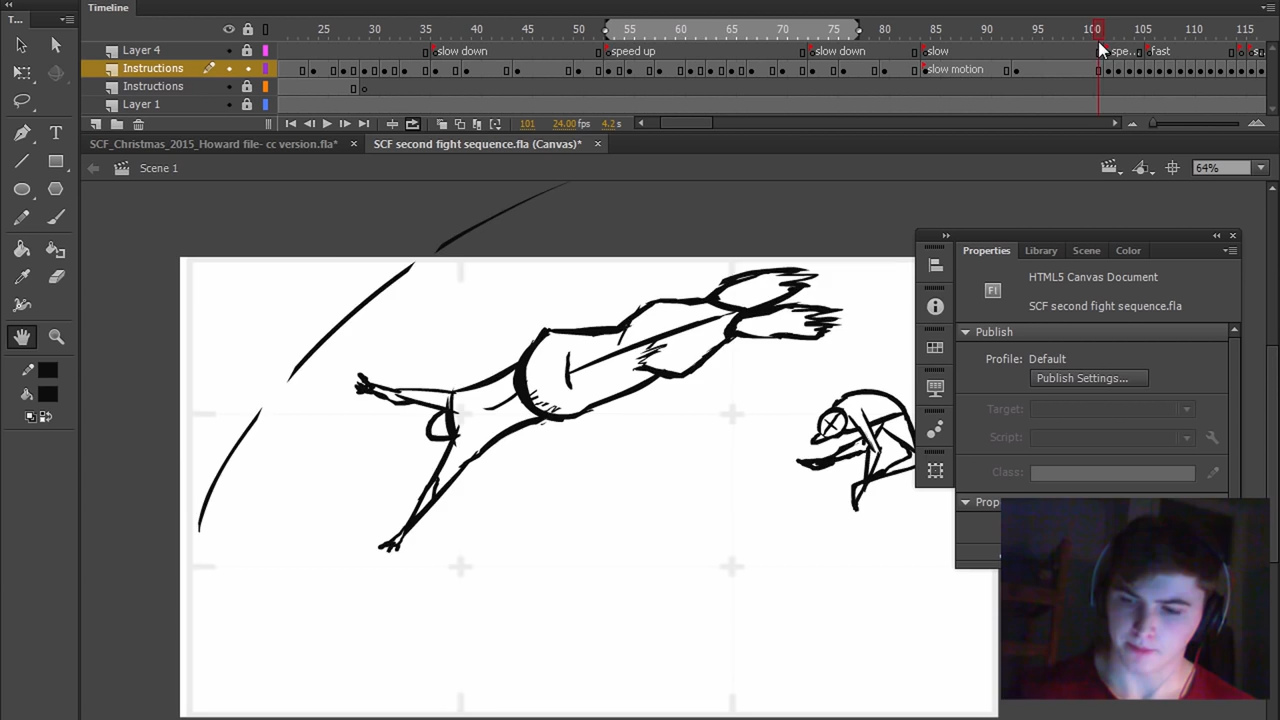 Timeline
T...
25 30 35 40 45 50 55 60 65 70 75 80 85 90 95 100 105 110 115
Layer 4 slow down speed up slow down slow spe... fast
Instructions slow motion
Instructions
Layer 1
101 24.00 fps 4.2 s
SCF_Christmas_2015_Howard file- cc version.fla* SCF second fight sequence.fla (Canvas)*
Scene 1 64%
Properties Library Scene Color
HTML5 Canvas Document
Fl
SCF second fight sequence.fla
Publish
Profile: Default
Publish Settings...
Target:
Script:
Class:
Prop